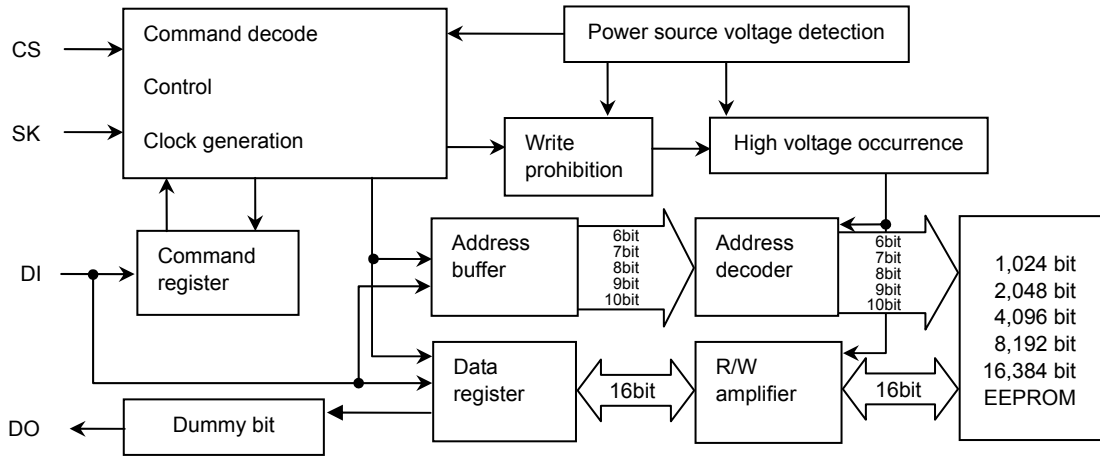 CS
SK
DI
DO
Command decode
Control
Clock generation
Power source voltage detection
Write
prohibition
High voltage occurrence
Command
register
Address
buffer
6bit
7bit
8bit
9bit
10bit
Address
decoder
6bit
7bit
8bit
9bit
10bit
1,024 bit
2,048 bit
4,096 bit
8,192 bit
16,384 bit
EEPROM
Data
register
16bit
R/W
amplifier
16bit
Dummy bit